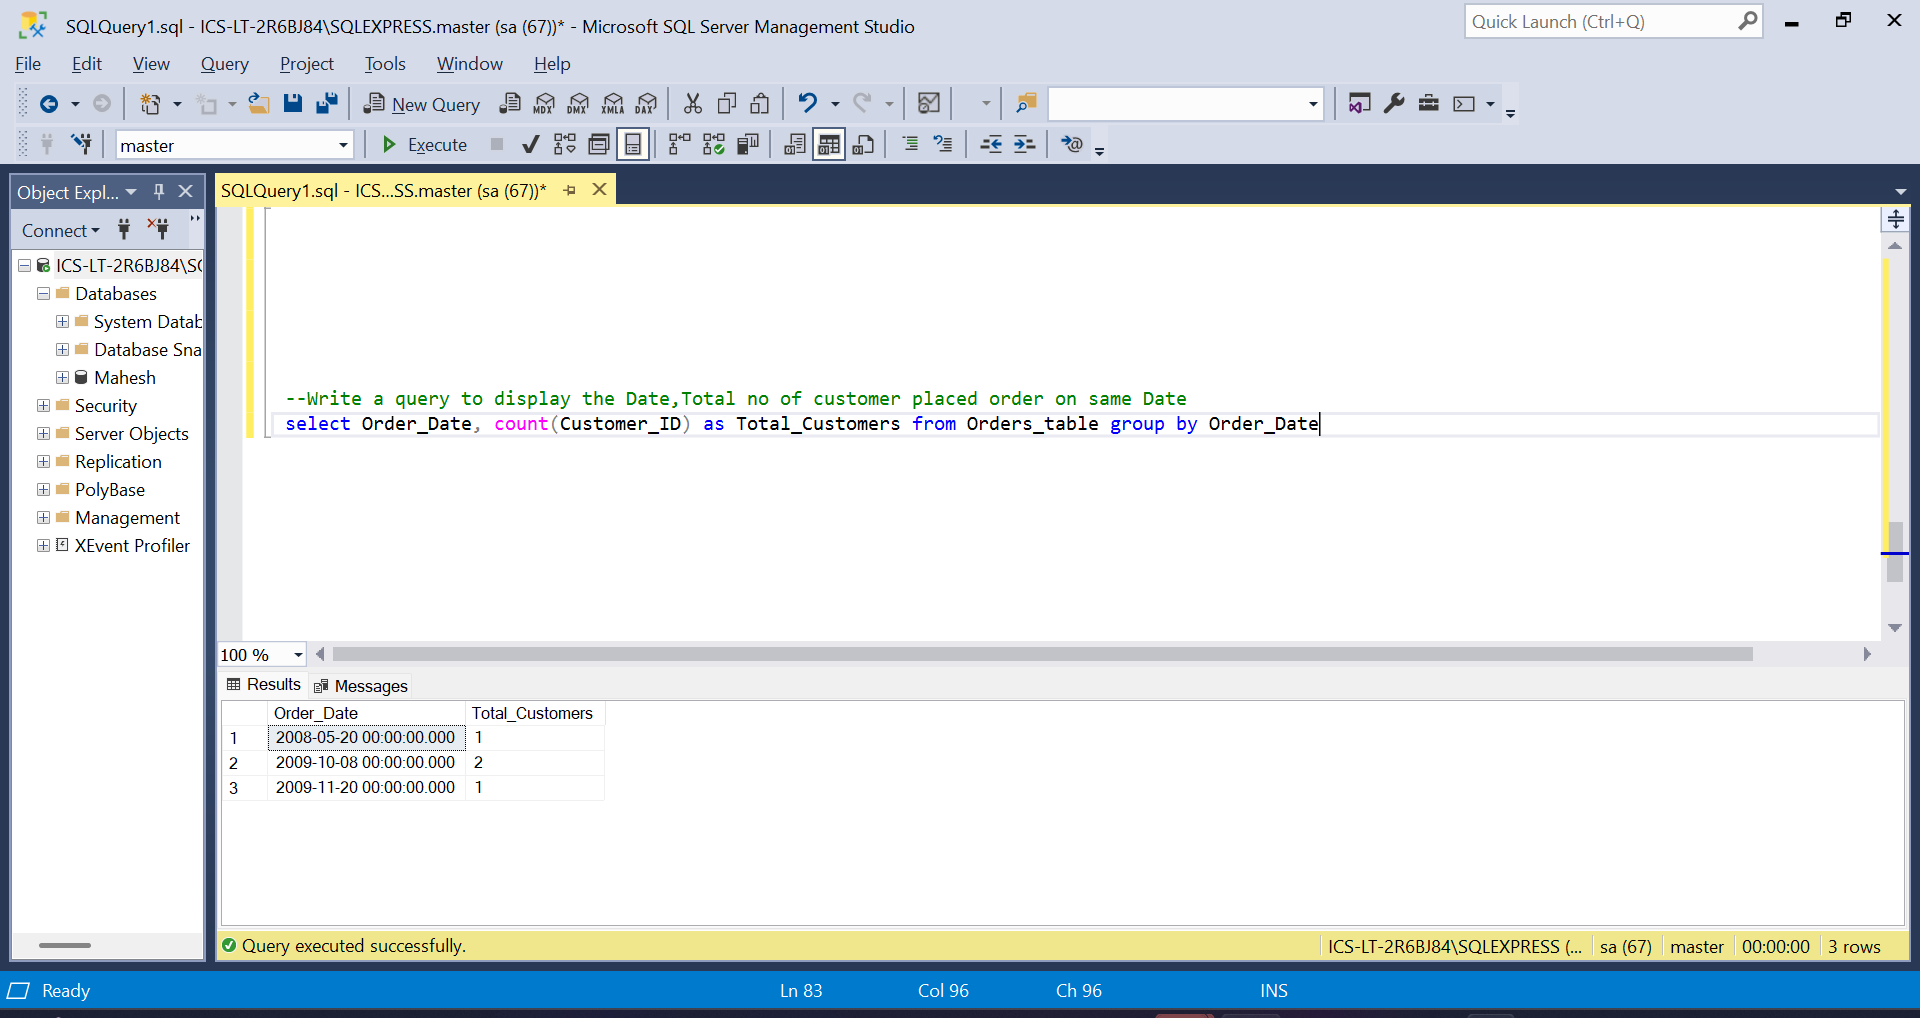 SQLQuery1.sql - ICS-LT-2R6BJ84\SQLEXPRESS.master (sa (67))* - Microsoft SQL Server Management Studio
Quick Launch (Ctrl+Q)
File Edit View Query Project Tools Window Help
New Query MDX DMX XMLA DAX
master Execute
Object Expl...
SQLQuery1.sql - ICS...SS.master (sa (67))*
Connect
ICS-LT-2R6BJ84\S
Databases
System Datab
Database Sna
Mahesh
Security
Server Objects
Replication
PolyBase
Management
XEvent Profiler
--Write a query to display the Date,Total no of customer placed order on same Date
select Order_Date, count(Customer_ID) as Total_Customers from Orders_table group by Order_Date
100 %
Results Messages
Order_Date Total_Customers
1 2008-05-20 00:00:00.000 1
2 2009-10-08 00:00:00.000 2
3 2009-11-20 00:00:00.000 1
Query executed successfully.
ICS-LT-2R6BJ84\SQLEXPRESS (... sa (67) master 00:00:00 3 rows
Ready Ln 83 Col 96 Ch 96 INS